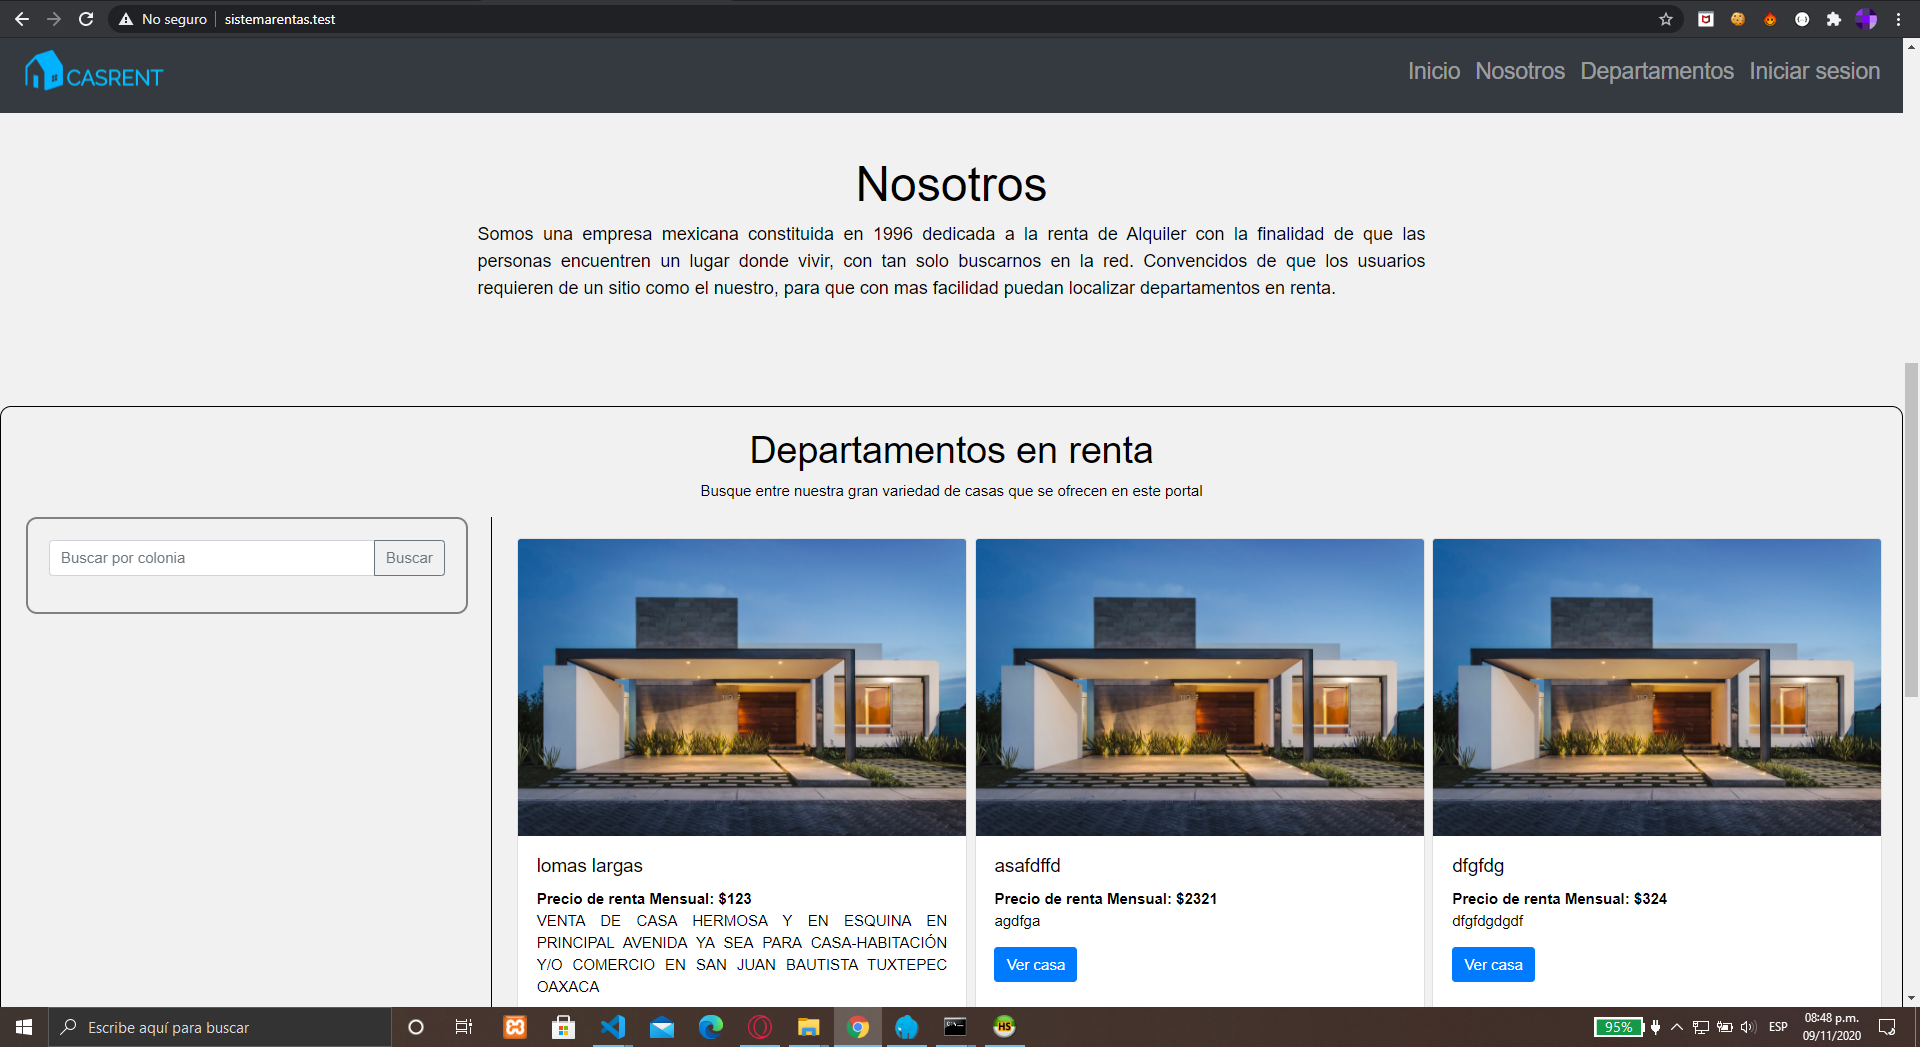 No seguro
sistemarentas.test
CASRENT
Inicio Nosotros Departamentos Iniciar sesion
Nosotros
Somos una empresa mexicana constituida en 1996 dedicada a la renta de Alquiler con la finalidad de que las
personas encuentren un lugar donde vivir, con tan solo buscarnos en la red. Convencidos de que los usuarios
requieren de un sitio como el nuestro, para que con mas facilidad puedan localizar departamentos en renta.
Departamentos en renta
Busque entre nuestra gran variedad de casas que se ofrecen en este portal
Buscar por colonia
Buscar
lomas largas
Precio de renta Mensual: $123
VENTA DE CASA HERMOSA Y EN ESQUINA EN
PRINCIPAL AVENIDA YA SEA PARA CASA-HABITACIÓN
Y/O COMERCIO EN SAN JUAN BAUTISTA TUXTEPEC
OAXACA
asafdffd
Precio de renta Mensual: $2321
agdfga
Ver casa
dfgfdg
Precio de renta Mensual: $324
dfgfdgdgdf
Ver casa
Escribe aquí para buscar
HS
95%
ESP
08:48 p.m.
09/11/2020